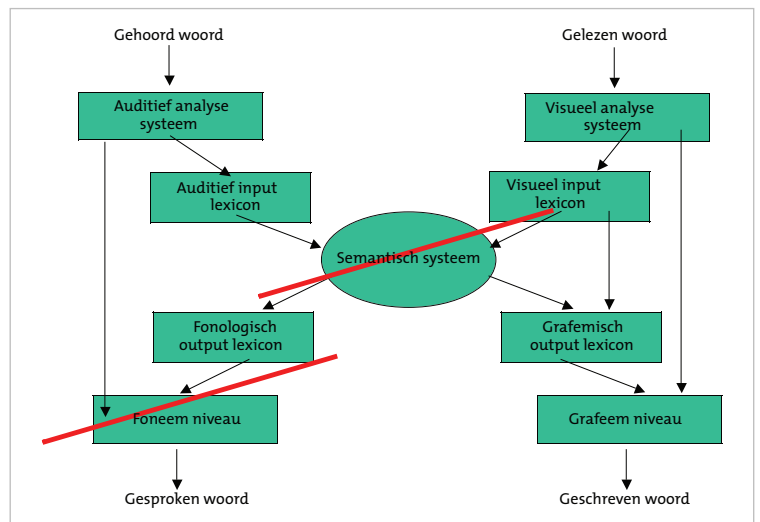 Gehoord woord
Gelezen woord
Auditief analyse
systeem
Visueel analyse
systeem
Auditief input
lexicon
Visueel input
lexicon
Semantisch systeem
Fonologisch
output lexicon
Grafemisch
output lexicon
Foneem niveau
Grafeem niveau
Gesproken woord
Geschreven woord